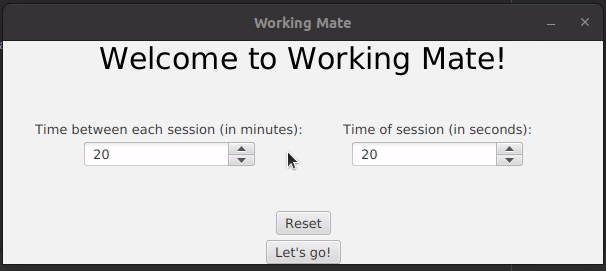 Working Mate
Welcome to Working Mate!
Time between each session (in minutes):
Time of session (in seconds):
20
20
Reset
Let's go!